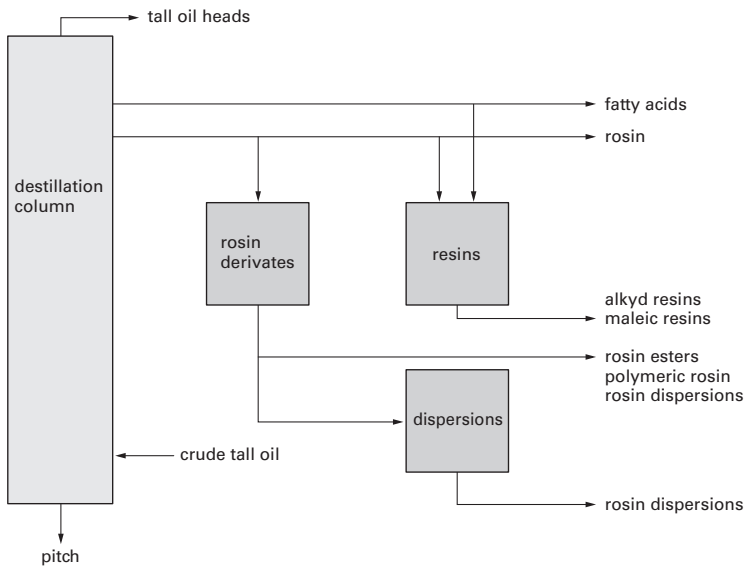 tall oil heads
fatty acids
rosin
destillation
column
rosin
derivates
resins
alkyd resins
maleic resins
rosin esters
polymeric rosin
rosin dispersions
dispersions
crude tall oil
rosin dispersions
pitch